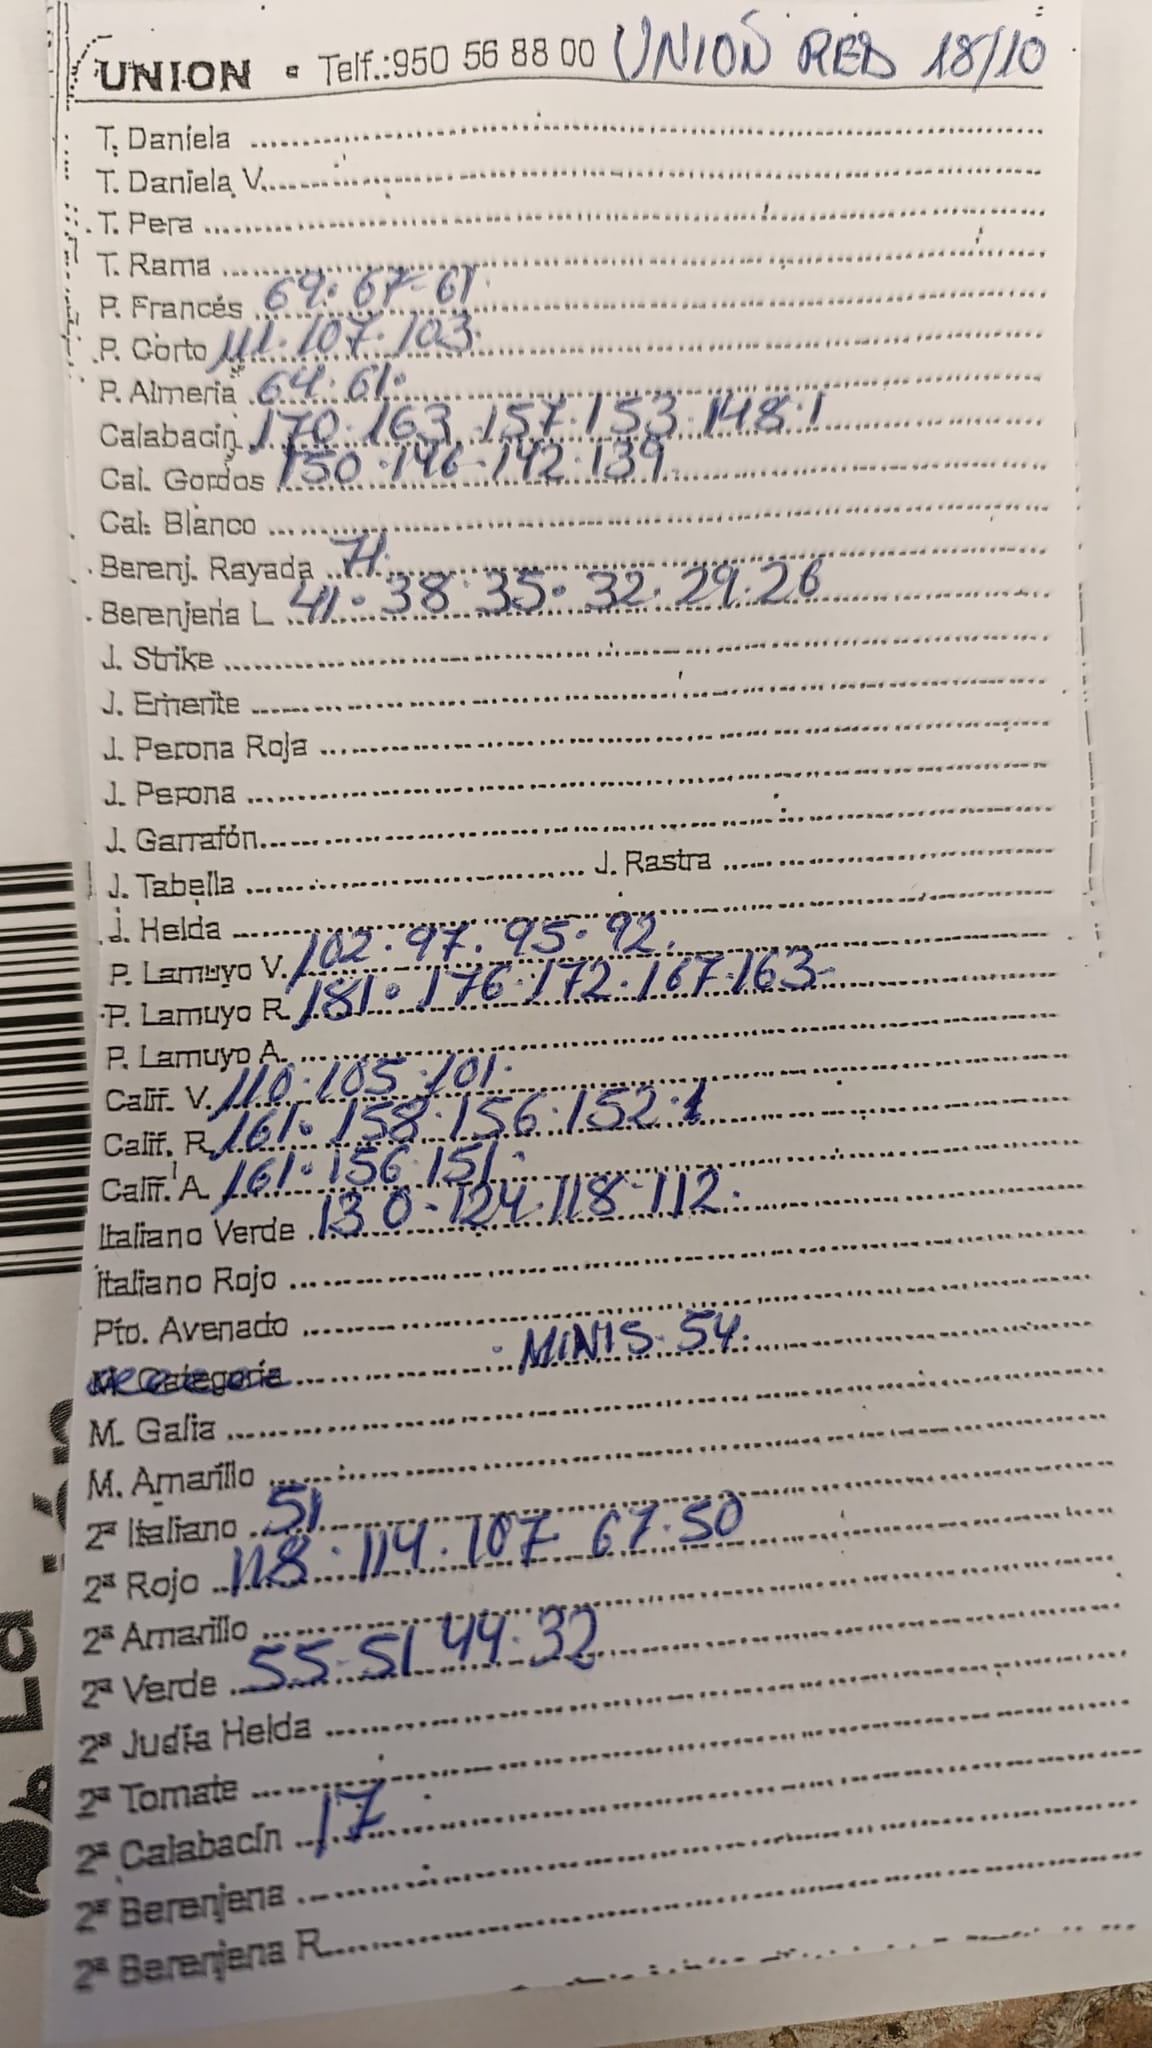 UNION • Telf.:950 56 88 00 UNIÓN RED 18/10
T. Daniela
T. Daniela V.
T. Pera
T. Rama
P. Francés 69. 67- 61.
P. Corto 111. 107. 103.
P. Almería 64. 61.
Calabacín 170. 163. 157. 153. 148.1
Cal. Gordos 150. 146- 142. 139.
Cal. Blanco
Berenj. Rayada 71.
Berenjena L 41. 38. 35. 32. 29. 26
J. Strike
J. Emerite
J. Perona Roja
J. Perona
J. Garrafón
J. Tabella J. Rastra
J. Helda
P. Lamuyo V. 102. 97. 95. 92.
P. Lamuyo R. 181. 176. 172. 167. 163-
P. Lamuyo A.
Calif. V. 110. 105. 101.
Calif. R. 161. 158. 156. 152.1
Calif. A. 161. 156. 151.
Italiano Verde 130. 124. 118- 112.
Italiano Rojo
Pto. Avenado
M. Categoría MINIS- 54.
M. Galia
M. Amarillo
2ª Italiano 51
2ª Rojo 118. 114. 107- 67. 50
2ª Amarillo
2ª Verde 55- 51 44. 32
2ª Judía Helda
2ª Tomate
2ª Calabacín 17
2ª Berenjena
2ª Berenjena R.
La